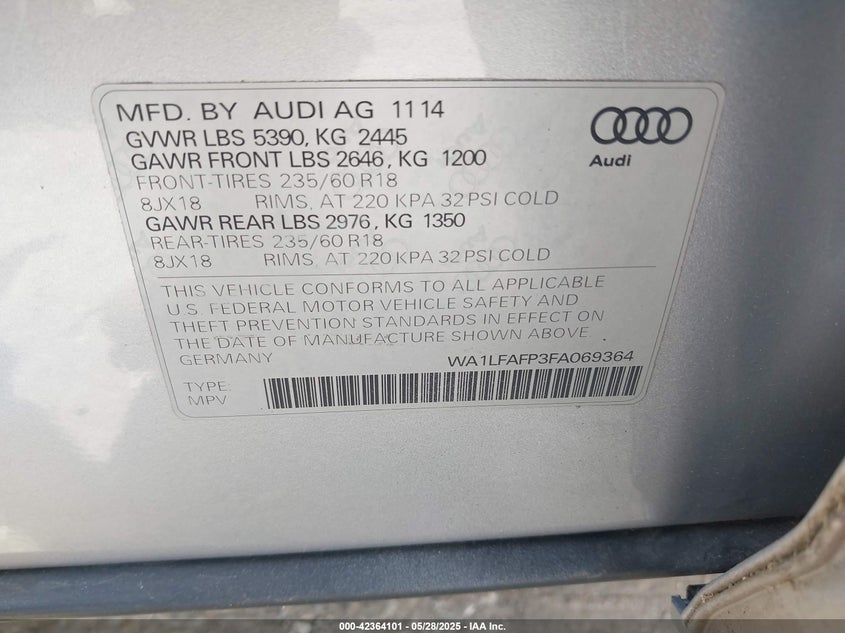 MFD. BY AUDI AG 11 14
GVWR LBS 5390, KG 2445
GAWR FRONT LBS 2646, KG 1200
FRONT-TIRES 235/60 R18
8JX18 RIMS, AT 220 KPA 32 PSI COLD
GAWR REAR LBS 2976, KG 1350
REAR-TIRES 235/60 R18
8JX18 RIMS, AT 220 KPA 32 PSI COLD
Audi
THIS VEHICLE CONFORMS TO ALL APPLICABLE
U.S. FEDERAL MOTOR VEHICLE SAFETY AND
THEFT PREVENTION STANDARDS IN EFFECT ON
THE DATE OF MANUFACTURE SHOWN ABOVE
GERMANY WA1LFAFP3FA069364
TYPE:
MPV
000-42364101 | 05/28/2025 | IAA Inc.